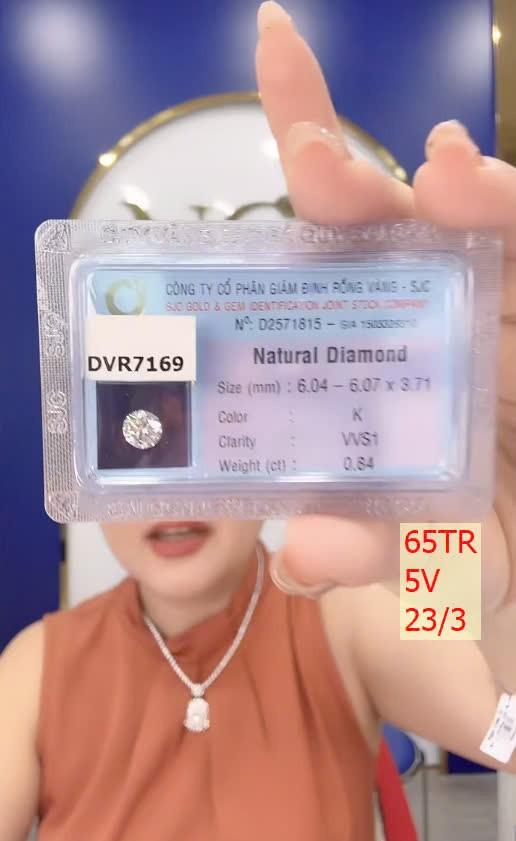 CÔNG TY CỔ PHẦN GIÁM ĐỊNH RỒNG VÀNG - SJC
SJC GOLD & GEM IDENTIFICATION JOINT STOCK COMPANY
Nº: D2571815 - GIA
DVR7169
Natural Diamond
Size (mm) : 6.04 – 6.07 x 3.71
Color : K
Clarity : VVS1
Weight (ct) : 0.84
SJC
65TR
5V
23/3